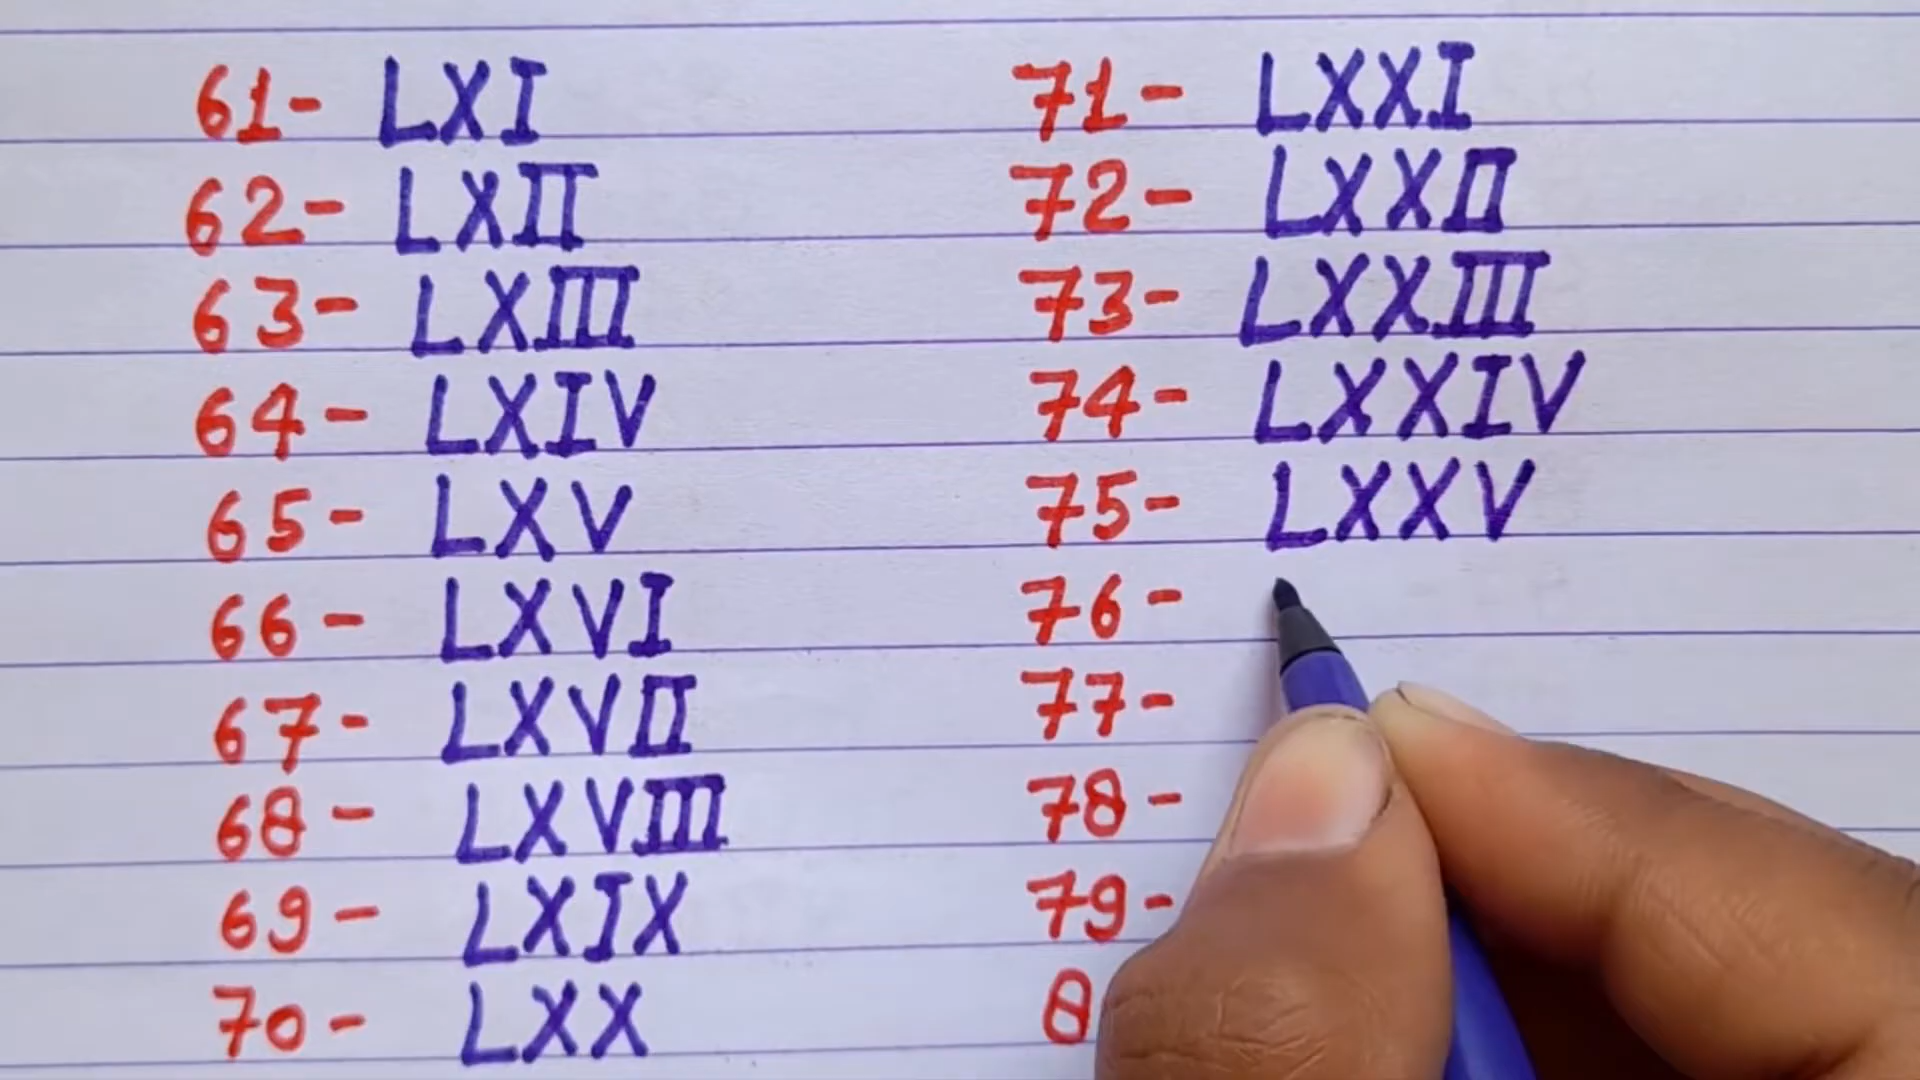 61- LXI
62- LXII
63- LXIII
64- LXIV
65- LXV
66- LXVI
67- LXVII
68- LXVIII
69- LXIX
70- LXX
71- LXXI
72- LXXII
73- LXXIII
74- LXXIV
75- LXXV
76-
77-
78-
79-
8